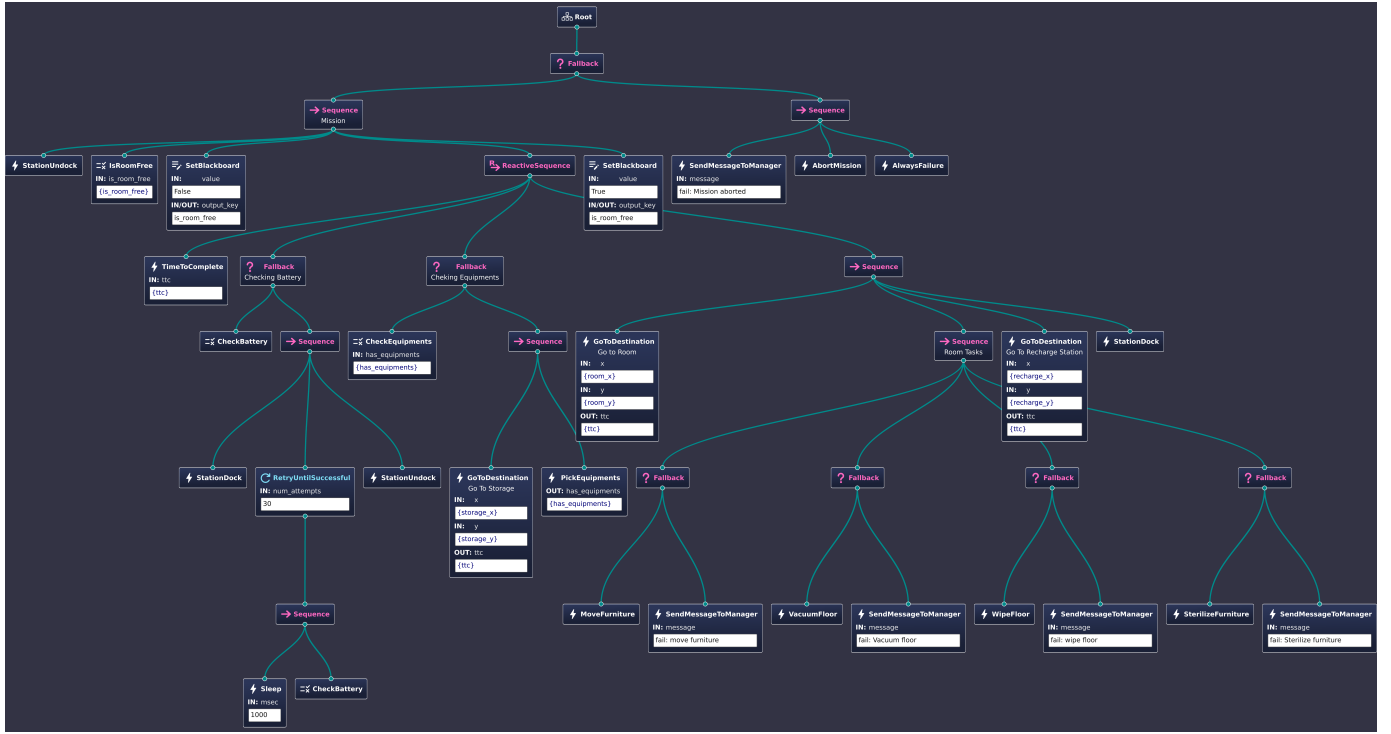 Root
? Fallback
→ Sequence
Mission
→ Sequence
StationUndock
IsRoomFree
IN: is_room_free
{is_room_free}
SetBlackboard
IN: value
False
IN/OUT: output_key
is_room_free
ReactiveSequence
SetBlackboard
IN: value
True
IN/OUT: output_key
is_room_free
SendMessageToManager
IN: message
fail: Mission aborted
AbortMission
AlwaysFailure
TimeToComplete
IN: ttc
{ttc}
? Fallback
Checking Battery
? Fallback
Cheking Equipments
→ Sequence
CheckBattery
→ Sequence
CheckEquipments
IN: has_equipments
{has_equipments}
→ Sequence
GoToDestination
Go to Room
IN: x
{room_x}
IN: y
{room_y}
OUT: ttc
{ttc}
→ Sequence
Room Tasks
GoToDestination
Go To Recharge Station
IN: x
{recharge_x}
IN: y
{recharge_y}
OUT: ttc
{ttc}
StationDock
StationDock
RetryUntilSuccessful
IN: num_attempts
30
StationUndock
GoToDestination
Go To Storage
IN: x
{storage_x}
IN: y
{storage_y}
OUT: ttc
{ttc}
PickEquipments
OUT: has_equipments
{has_equipments}
? Fallback
? Fallback
? Fallback
? Fallback
→ Sequence
MoveFurniture
SendMessageToManager
IN: message
fail: move furniture
VacuumFloor
SendMessageToManager
IN: message
fail: Vacuum floor
WipeFloor
SendMessageToManager
IN: message
fail: wipe floor
SterilizeFurniture
SendMessageToManager
IN: message
fail: Sterilize furniture
Sleep
IN: msec
1000
CheckBattery